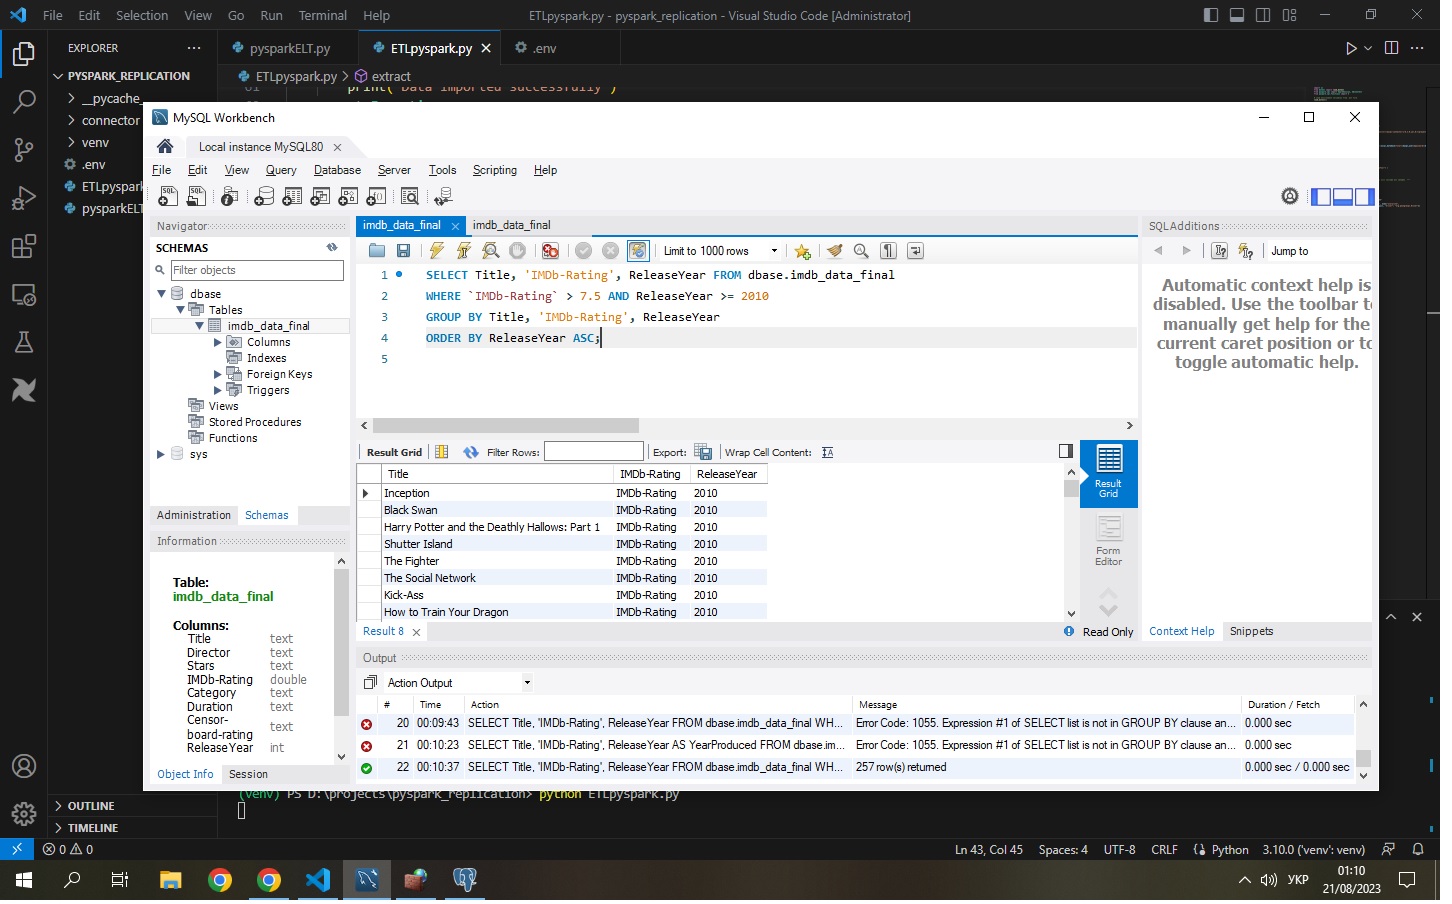 File Edit Selection View Go Run Terminal Help ETLpyspark.py - pyspark_replication - Visual Studio Code [Administrator]
EXPLORER
pysparkELT.py ETLpyspark.py .env
PYSPARK_REPLICATION
ETLpyspark.py > extract
print("Data imported successfully")
__pycache_
connector
venv
.env
ETLpyspark
pysparkELT
MySQL Workbench
Local instance MySQL80
File Edit View Query Database Server Tools Scripting Help
Navigator
SCHEMAS
Filter objects
dbase
Tables
imdb_data_final
Columns
Indexes
Foreign Keys
Triggers
Views
Stored Procedures
Functions
sys
Administration Schemas
Information
Table:
imdb_data_final
Columns:
Title text
Director text
Stars text
IMDb-Rating double
Category text
Duration text
Censor-board-rating text
ReleaseYear int
Object Info Session
imdb_data_final imdb_data_final
Limit to 1000 rows
1 SELECT Title, 'IMDb-Rating', ReleaseYear FROM dbase.imdb_data_final
2 WHERE `IMDb-Rating` > 7.5 AND ReleaseYear >= 2010
3 GROUP BY Title, 'IMDb-Rating', ReleaseYear
4 ORDER BY ReleaseYear ASC;
5
Result Grid Filter Rows: Export: Wrap Cell Content:
Title IMDb-Rating ReleaseYear
Inception IMDb-Rating 2010
Black Swan IMDb-Rating 2010
Harry Potter and the Deathly Hallows: Part 1 IMDb-Rating 2010
Shutter Island IMDb-Rating 2010
The Fighter IMDb-Rating 2010
The Social Network IMDb-Rating 2010
Kick-Ass IMDb-Rating 2010
How to Train Your Dragon IMDb-Rating 2010
Result Grid
Form Editor
Result 8 Read Only
SQLAdditions
Jump to
Automatic context help is
disabled. Use the toolbar to
manually get help for the
current caret position or to
toggle automatic help.
Context Help Snippets
Output
Action Output
# Time Action Message Duration / Fetch
20 00:09:43 SELECT Title, 'IMDb-Rating', ReleaseYear FROM dbase.imdb_data_final WH... Error Code: 1055. Expression #1 of SELECT list is not in GROUP BY clause an... 0.000 sec
21 00:10:23 SELECT Title, 'IMDb-Rating', ReleaseYear AS YearProduced FROM dbase.im... Error Code: 1055. Expression #1 of SELECT list is not in GROUP BY clause an... 0.000 sec
22 00:10:37 SELECT Title, 'IMDb-Rating', ReleaseYear FROM dbase.imdb_data_final WH... 257 row(s) returned 0.000 sec / 0.000 sec
(venv) PS D:\projects\pyspark_replication> python ETLpyspark.py
OUTLINE
TIMELINE
0 0 Ln 43, Col 45 Spaces: 4 UTF-8 CRLF Python 3.10.0 ('venv': venv)
УКР
01:10
21/08/2023